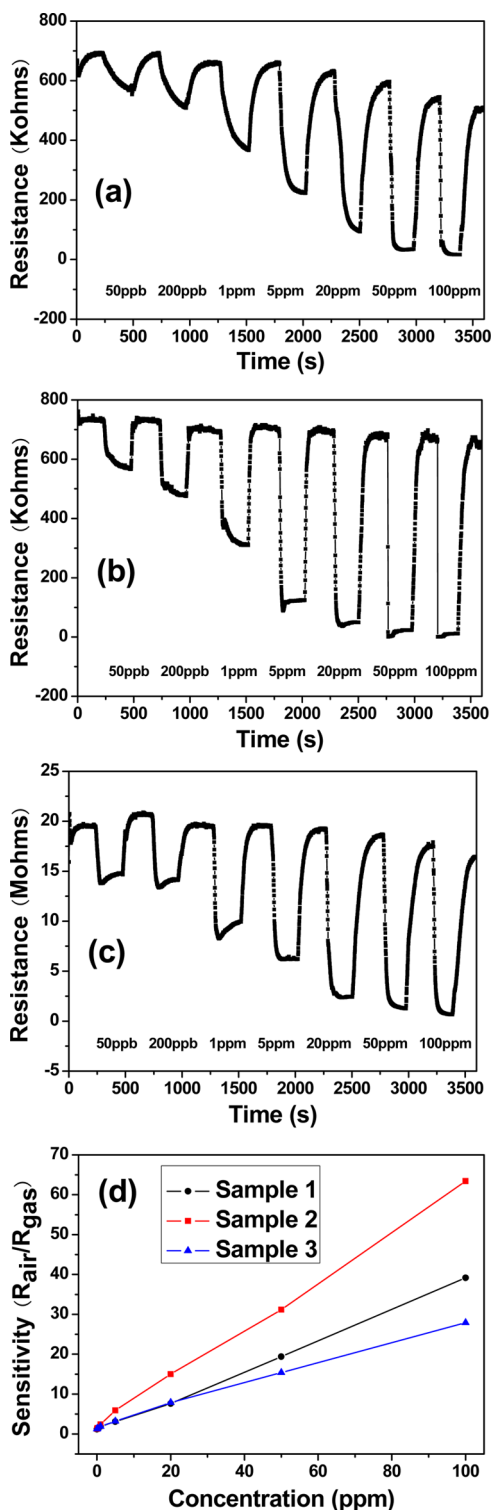 800
600
400
200
0
-200
Resistance (Kohms)
(a)
50ppb 200ppb 1ppm 5ppm 20ppm 50ppm 100ppm
0 500 1000 1500 2000 2500 3000 3500
Time (s)
800
600
400
200
0
-200
Resistance (Kohms)
(b)
50ppb 200ppb 1ppm 5ppm 20ppm 50ppm 100ppm
0 500 1000 1500 2000 2500 3000 3500
Time (s)
25
20
15
10
5
0
-5
Resistance (Mohms)
(c)
50ppb 200ppb 1ppm 5ppm 20ppm 50ppm 100ppm
0 500 1000 1500 2000 2500 3000 3500
Time (s)
70
60
50
40
30
20
10
0
Sensitivity (Rair/Rgas)
(d)
Sample 1
Sample 2
Sample 3
0 20 40 60 80 100
Concentration (ppm)